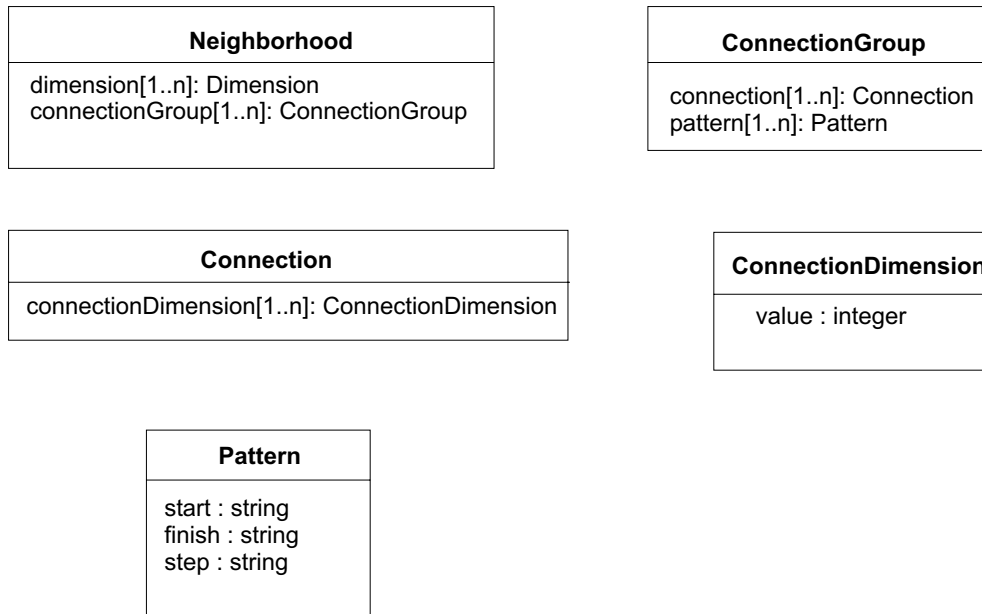 Neighborhood
dimension[1..n]: Dimension
connectionGroup[1..n]: ConnectionGroup
ConnectionGroup
connection[1..n]: Connection
pattern[1..n]: Pattern
Connection
connectionDimension[1..n]: ConnectionDimension
ConnectionDimension
value : integer
Pattern
start : string
finish : string
step : string